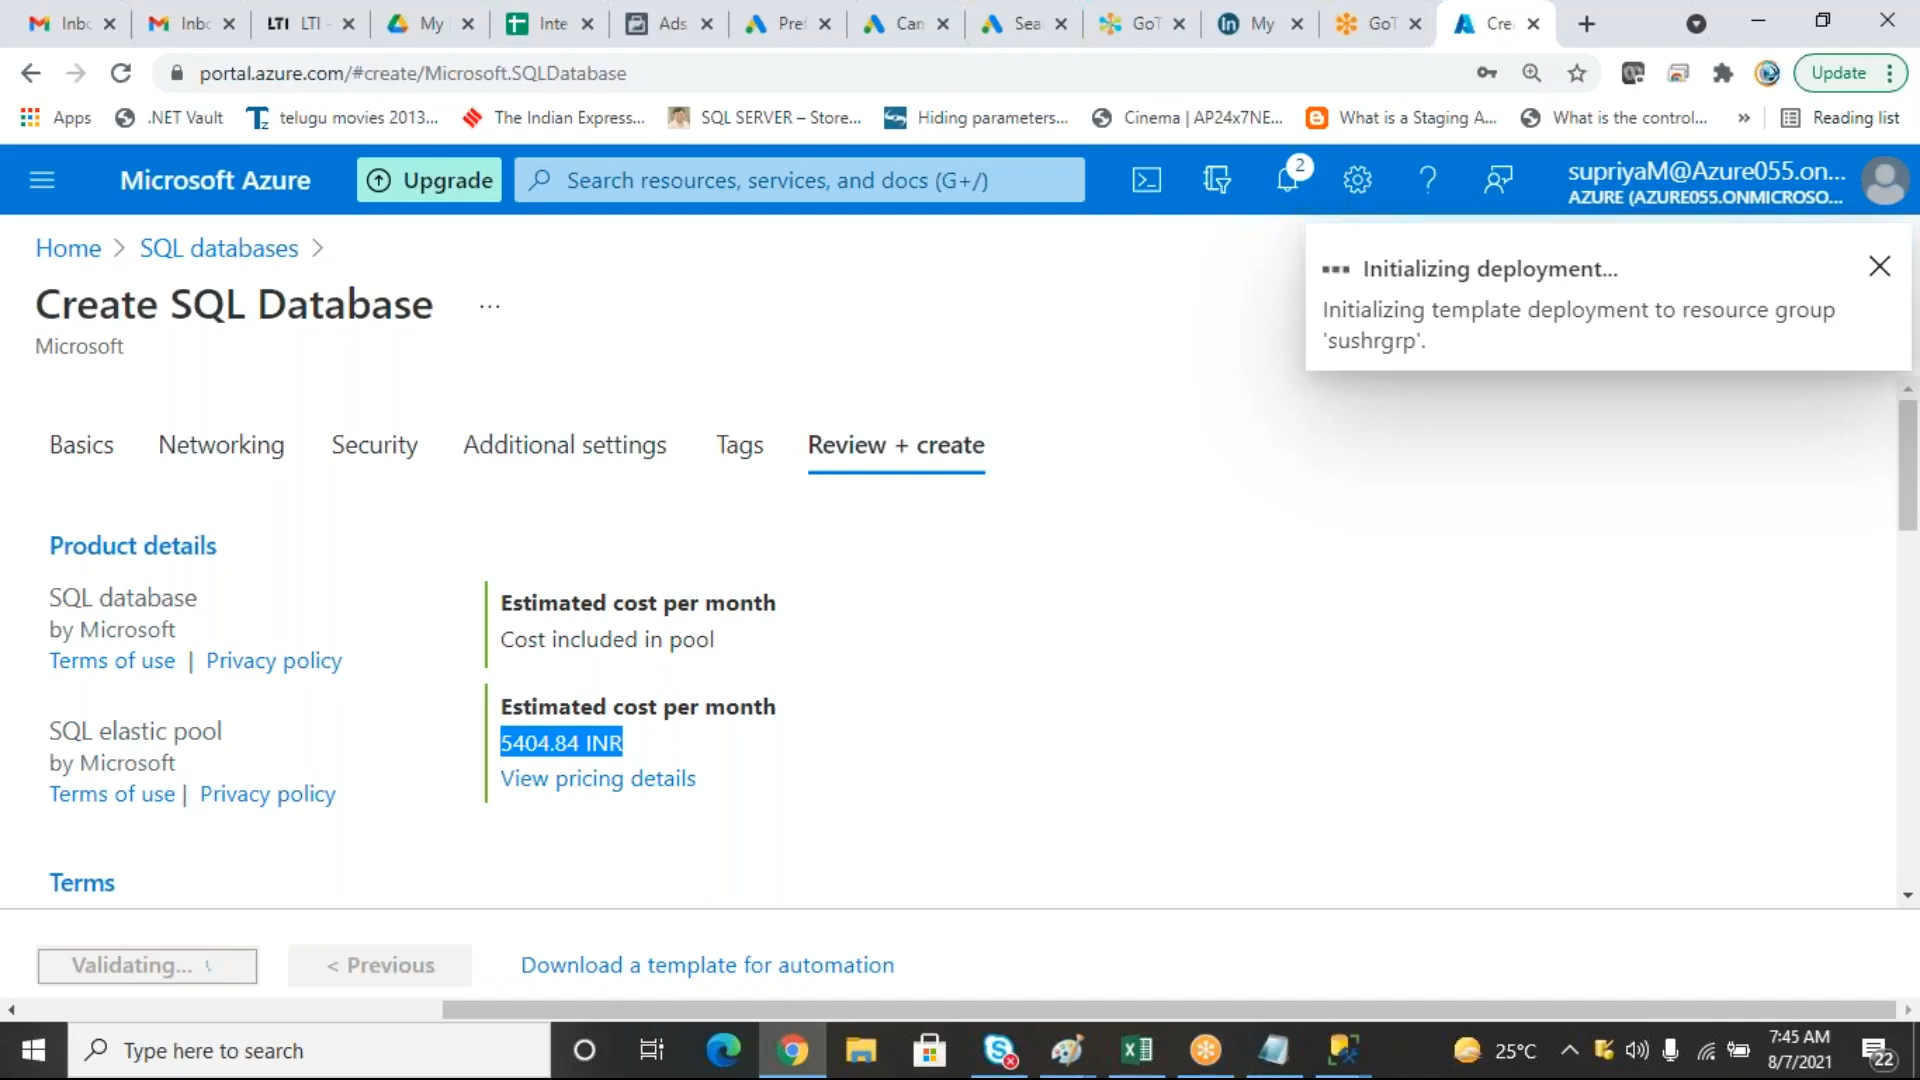 Inbc
Inbc
LTI LTI -
My
Inte
Ads
Pre
Can
Sea
GoT
My
GoT
Cre
portal.azure.com/#create/Microsoft.SQLDatabase
Update
Apps
.NET Vault
telugu movies 2013...
The Indian Express...
SQL SERVER – Store...
Hiding parameters...
Cinema | AP24x7NE...
What is a Staging A...
What is the control...
»
Reading list
Microsoft Azure
Upgrade
Search resources, services, and docs (G+/)
2
supriyaM@Azure055.on...
AZURE (AZURE055.ONMICROSO...
Home > SQL databases >
Create SQL Database ...
Microsoft
Initializing deployment...
Initializing template deployment to resource group
'sushrgrp'.
Basics Networking Security Additional settings Tags Review + create
Product details
SQL database
by Microsoft
Terms of use | Privacy policy
Estimated cost per month
Cost included in pool
SQL elastic pool
by Microsoft
Terms of use | Privacy policy
Estimated cost per month
5404.84 INR
View pricing details
Terms
Validating...
< Previous
Download a template for automation
Type here to search
25°C
7:45 AM
8/7/2021
22